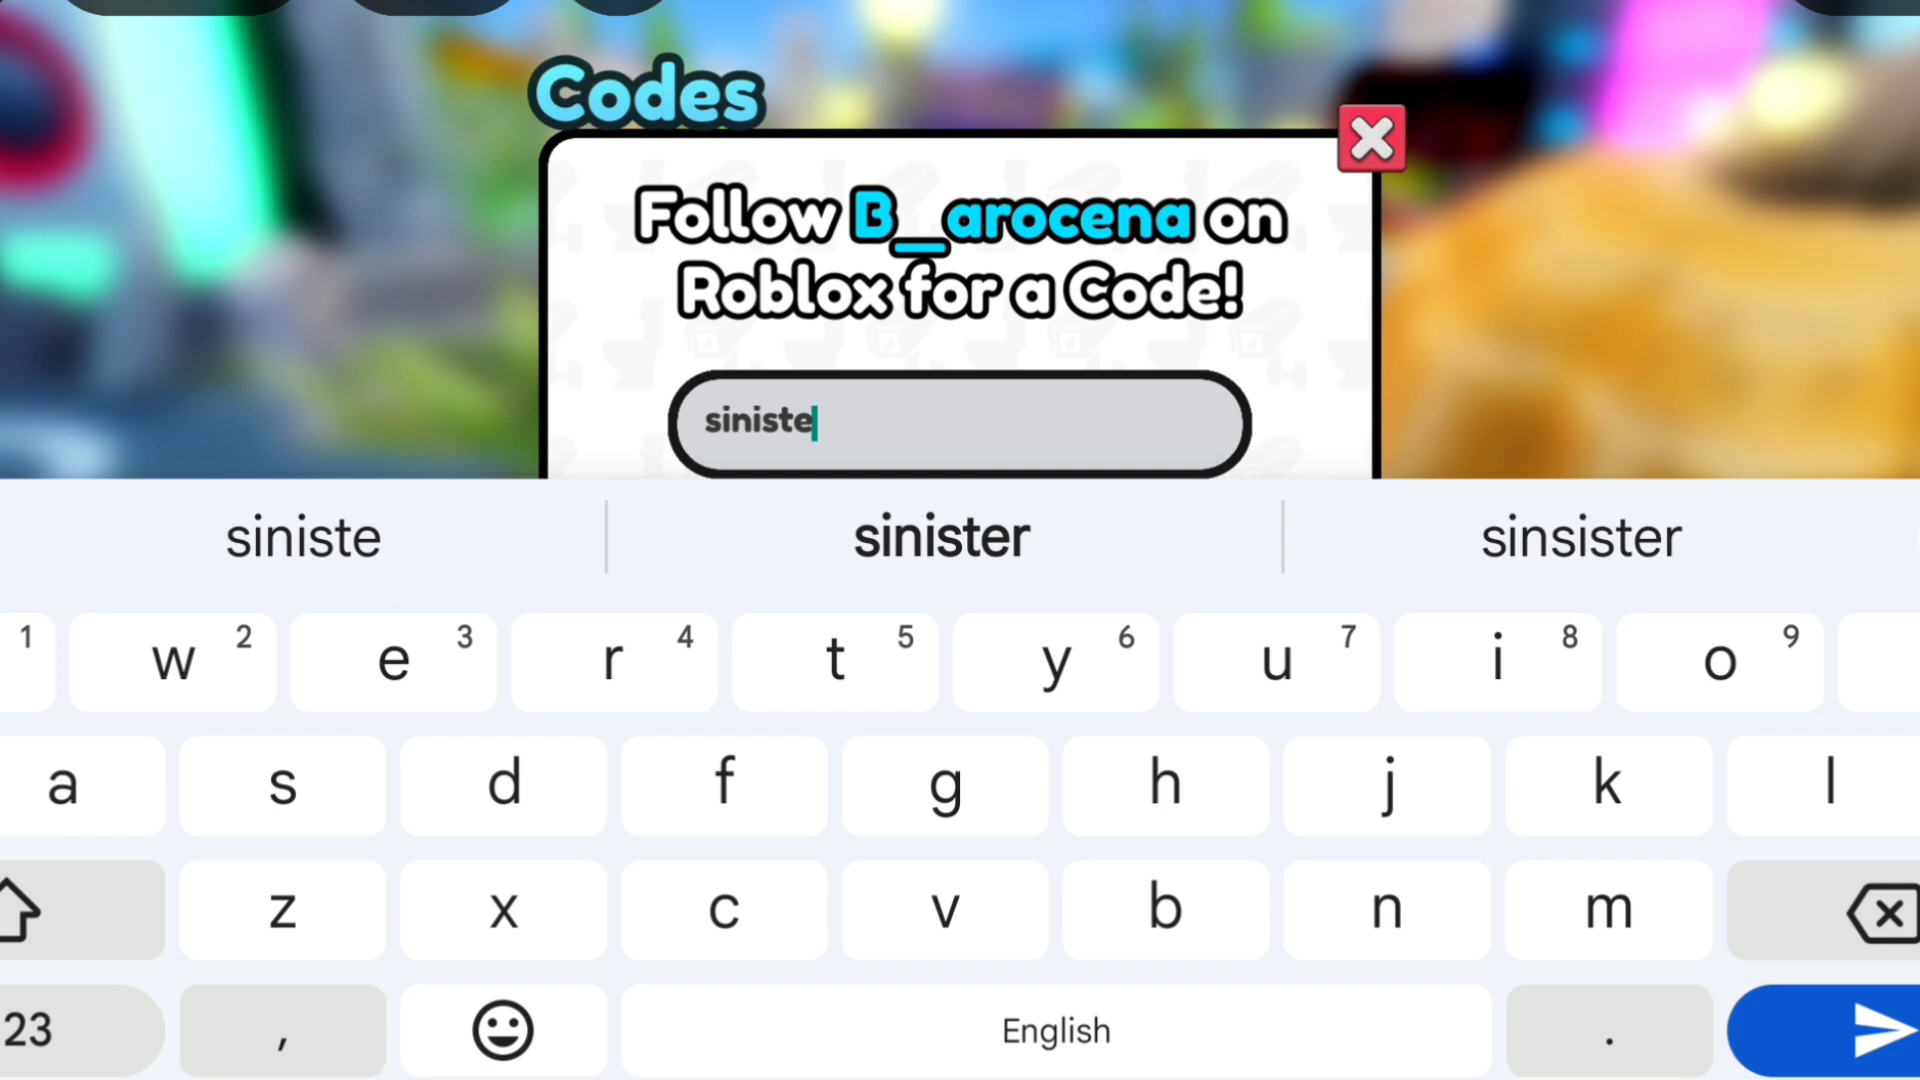 Codes
Follow B_arocena on
Roblox for a Code!
siniste
siniste sinister sinsister
1 w 2 e 3 r 4 t 5 y 6 u 7 i 8 o 9
a s d f g h j k l
z x c v b n m
23 , English .